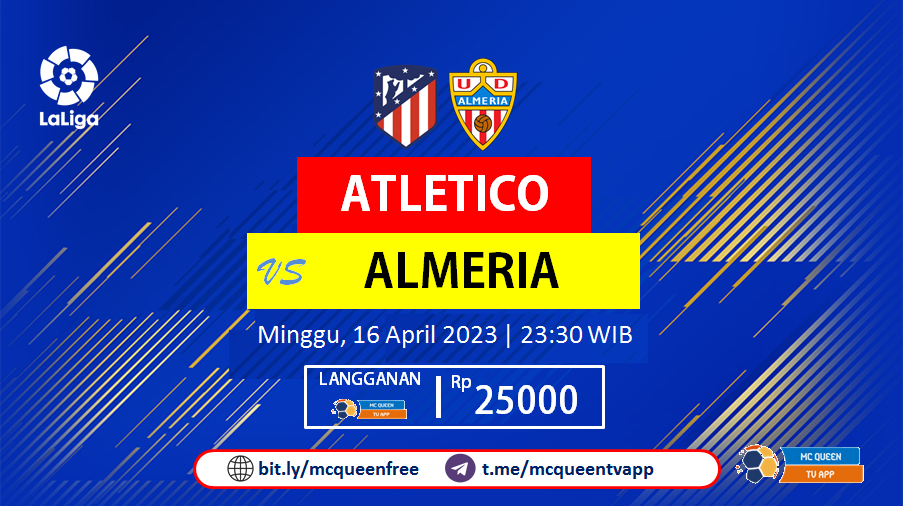 LaLiga
U D
ALMERIA
ATLETICO
VS ALMERIA
Minggu, 16 April 2023 | 23:30 WIB
LANGGANAN
MC QUEEN
TV APP
Rp 25000
bit.ly/mcqueenfree t.me/mcqueentvapp
MC QUEEN
TV APP